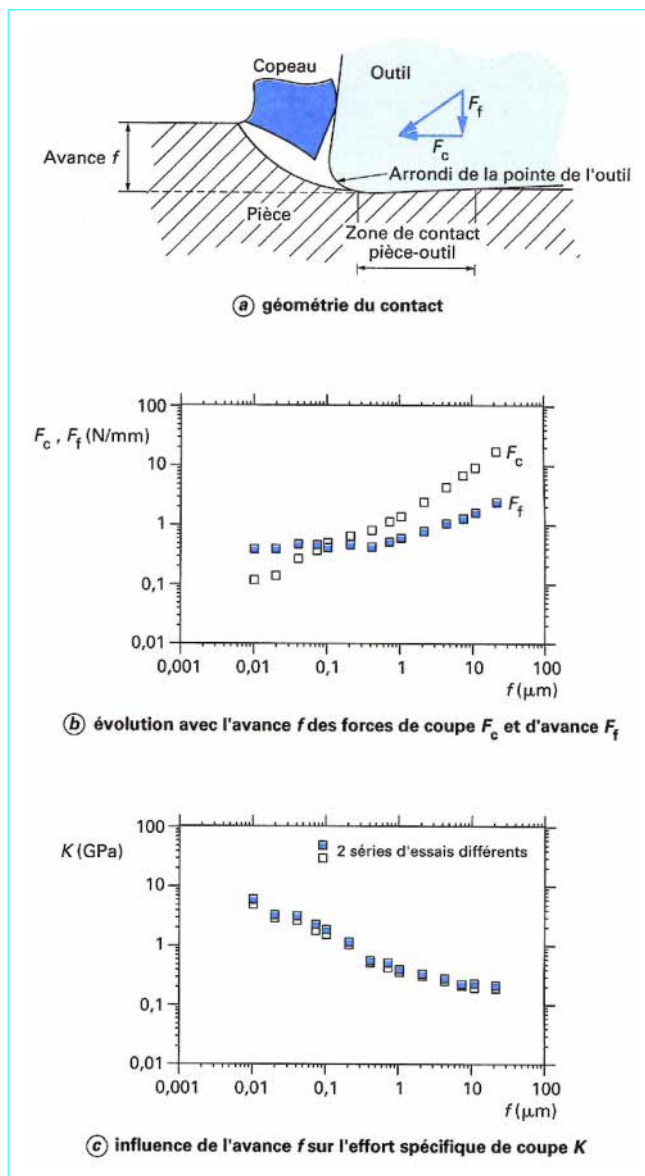 Copeau
Outil
F_f
F_c
Avance f
Arrondi de la pointe de l'outil
Pièce
Zone de contact
pièce-outil
ⓐ géométrie du contact
100
F_c , F_f (N/mm)
10
F_c
F_f
1
0,1
0,01
0,001 0,01 0,1 1 10 100
f (μm)
ⓑ évolution avec l'avance f des forces de coupe F_c et d'avance F_f
100
K (GPa)
2 séries d'essais différents
10
1
0,1
0,01
0,001 0,01 0,1 1 10 100
f (μm)
ⓒ influence de l'avance f sur l'effort spécifique de coupe K